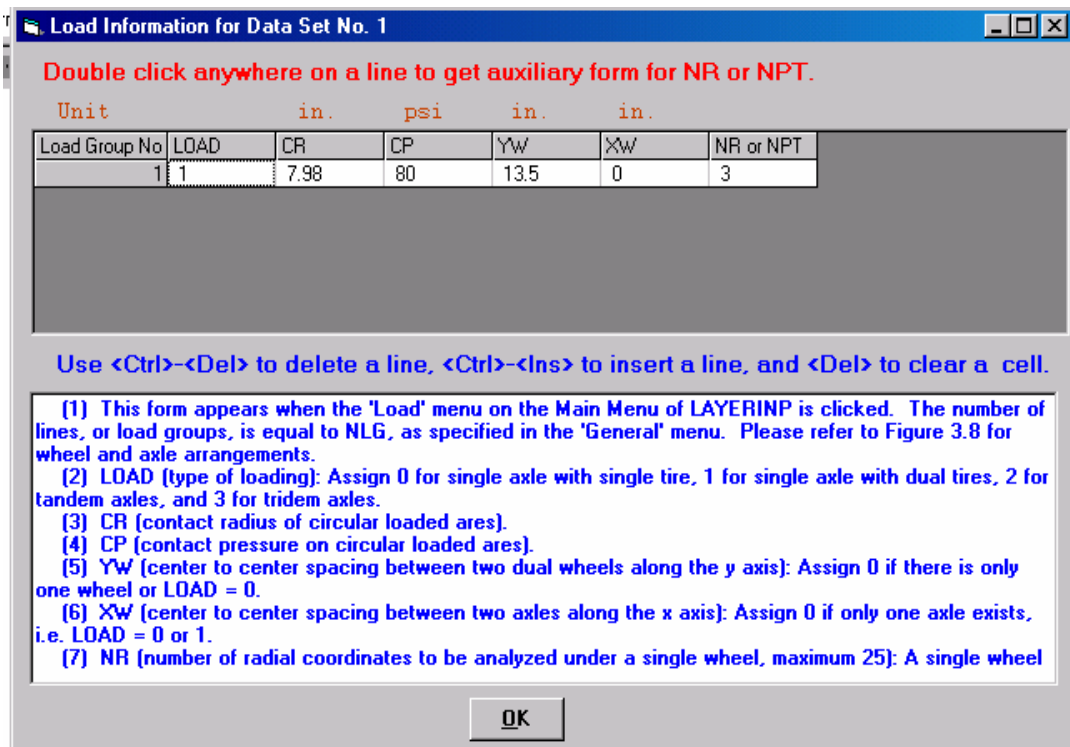 Load Information for Data Set No. 1
Double click anywhere on a line to get auxiliary form for NR or NPT.
Unit in. psi in. in.
Load Group No LOAD CR CP YW XW NR or NPT
1 1 7.98 80 13.5 0 3
Use <Ctrl>-<Del> to delete a line, <Ctrl>-<Ins> to insert a line, and <Del> to clear a cell.
(1) This form appears when the 'Load' menu on the Main Menu of LAYERINP is clicked. The number of
lines, or load groups, is equal to NLG, as specified in the 'General' menu. Please refer to Figure 3.8 for
wheel and axle arrangements.
(2) LOAD (type of loading): Assign 0 for single axle with single tire, 1 for single axle with dual tires, 2 for
tandem axles, and 3 for tridem axles.
(3) CR (contact radius of circular loaded ares).
(4) CP (contact pressure on circular loaded ares).
(5) YW (center to center spacing between two dual wheels along the y axis): Assign 0 if there is only
one wheel or LOAD = 0.
(6) XW (center to center spacing between two axles along the x axis): Assign 0 if only one axle exists,
i.e. LOAD = 0 or 1.
(7) NR (number of radial coordinates to be analyzed under a single wheel, maximum 25): A single wheel
OK